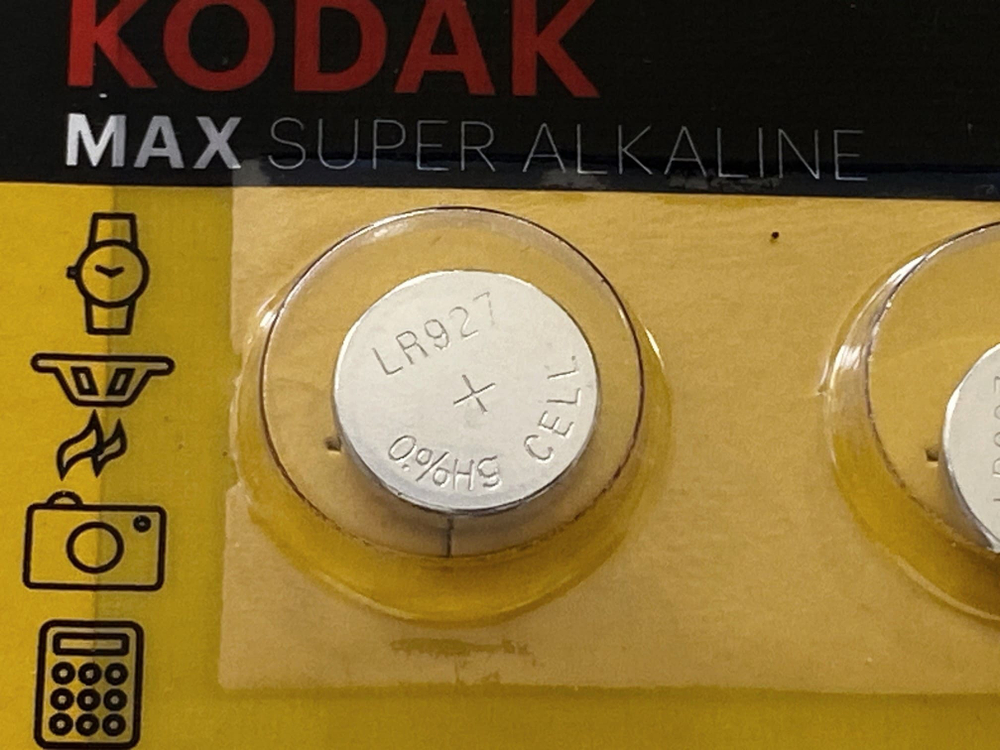 KODAK
MAX SUPER ALKALINE
LR927
+
CELL
0.%Hg